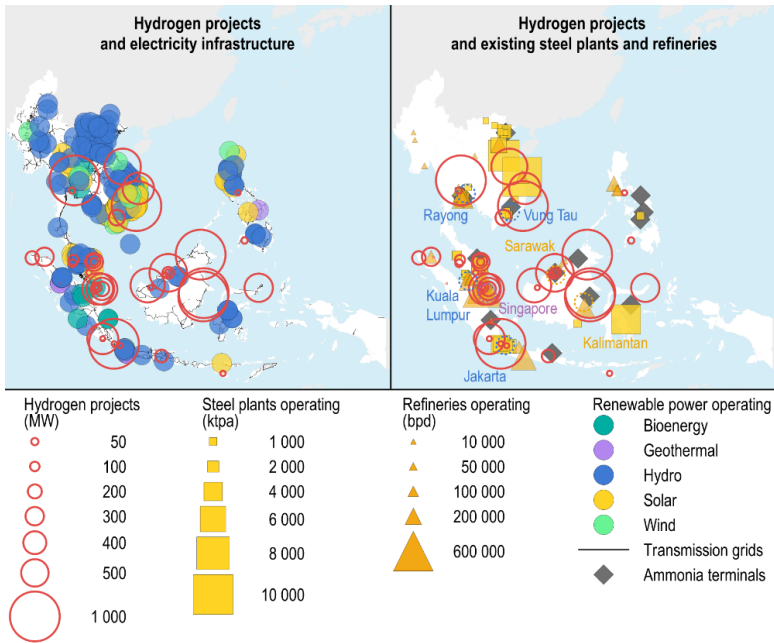 Hydrogen projects
and electricity infrastructure
Hydrogen projects
and existing steel plants and refineries
Rayong
Vung Tau
Sarawak
Kuala
Lumpur
Singapore
Kalimantan
Jakarta
Hydrogen projects
(MW)
50
100
200
300
400
500
1 000
Steel plants operating
(ktpa)
1 000
2 000
4 000
6 000
8 000
10 000
Refineries operating
(bpd)
10 000
50 000
100 000
200 000
600 000
Renewable power operating
Bioenergy
Geothermal
Hydro
Solar
Wind
Transmission grids
Ammonia terminals